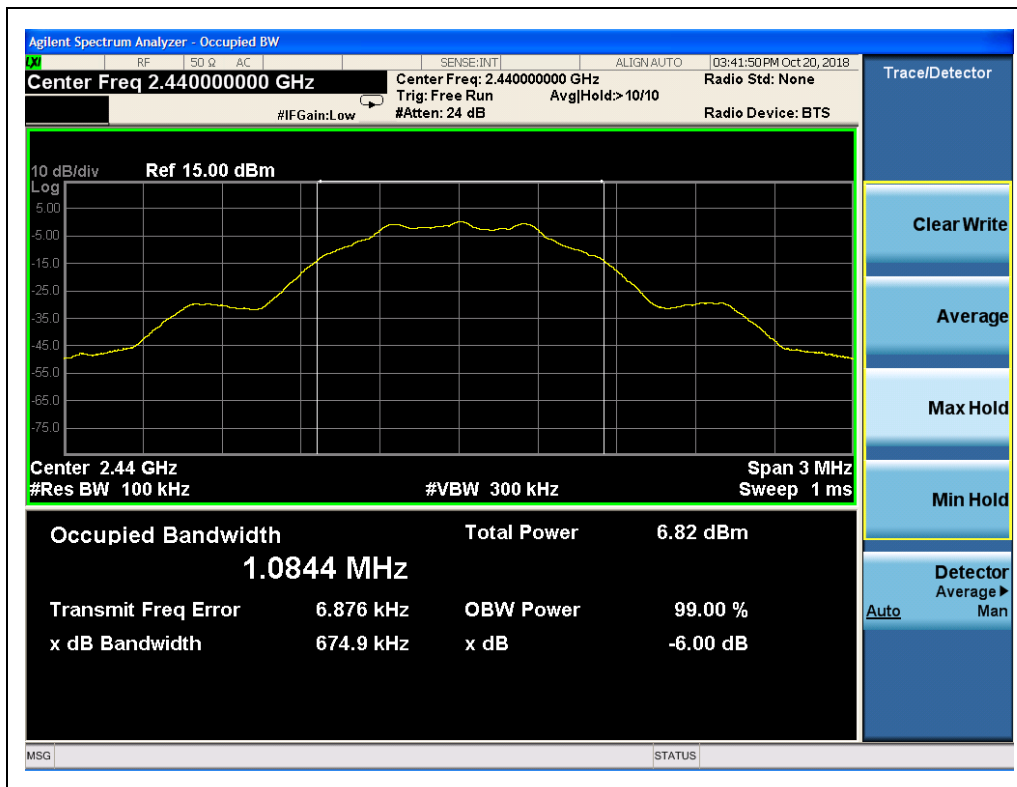 Agilent Spectrum Analyzer - Occupied BW
LXI RF 50 Ω AC SENSE:INT ALIGN AUTO 03:41:50 PM Oct 20, 2018
Center Freq 2.440000000 GHz
Center Freq: 2.440000000 GHz
Radio Std: None
Trig: Free Run Avg|Hold:> 10/10
#IFGain:Low #Atten: 24 dB Radio Device: BTS
10 dB/div Ref 15.00 dBm
Log
5.00
-5.00
-15.0
-25.0
-35.0
-45.0
-55.0
-65.0
-75.0
Center 2.44 GHz Span 3 MHz
#Res BW 100 kHz #VBW 300 kHz Sweep 1 ms
Occupied Bandwidth Total Power 6.82 dBm
1.0844 MHz
Transmit Freq Error 6.876 kHz OBW Power 99.00 %
x dB Bandwidth 674.9 kHz x dB -6.00 dB
Trace/Detector
Clear Write
Average
Max Hold
Min Hold
Detector
Average▶
Auto Man
MSG STATUS